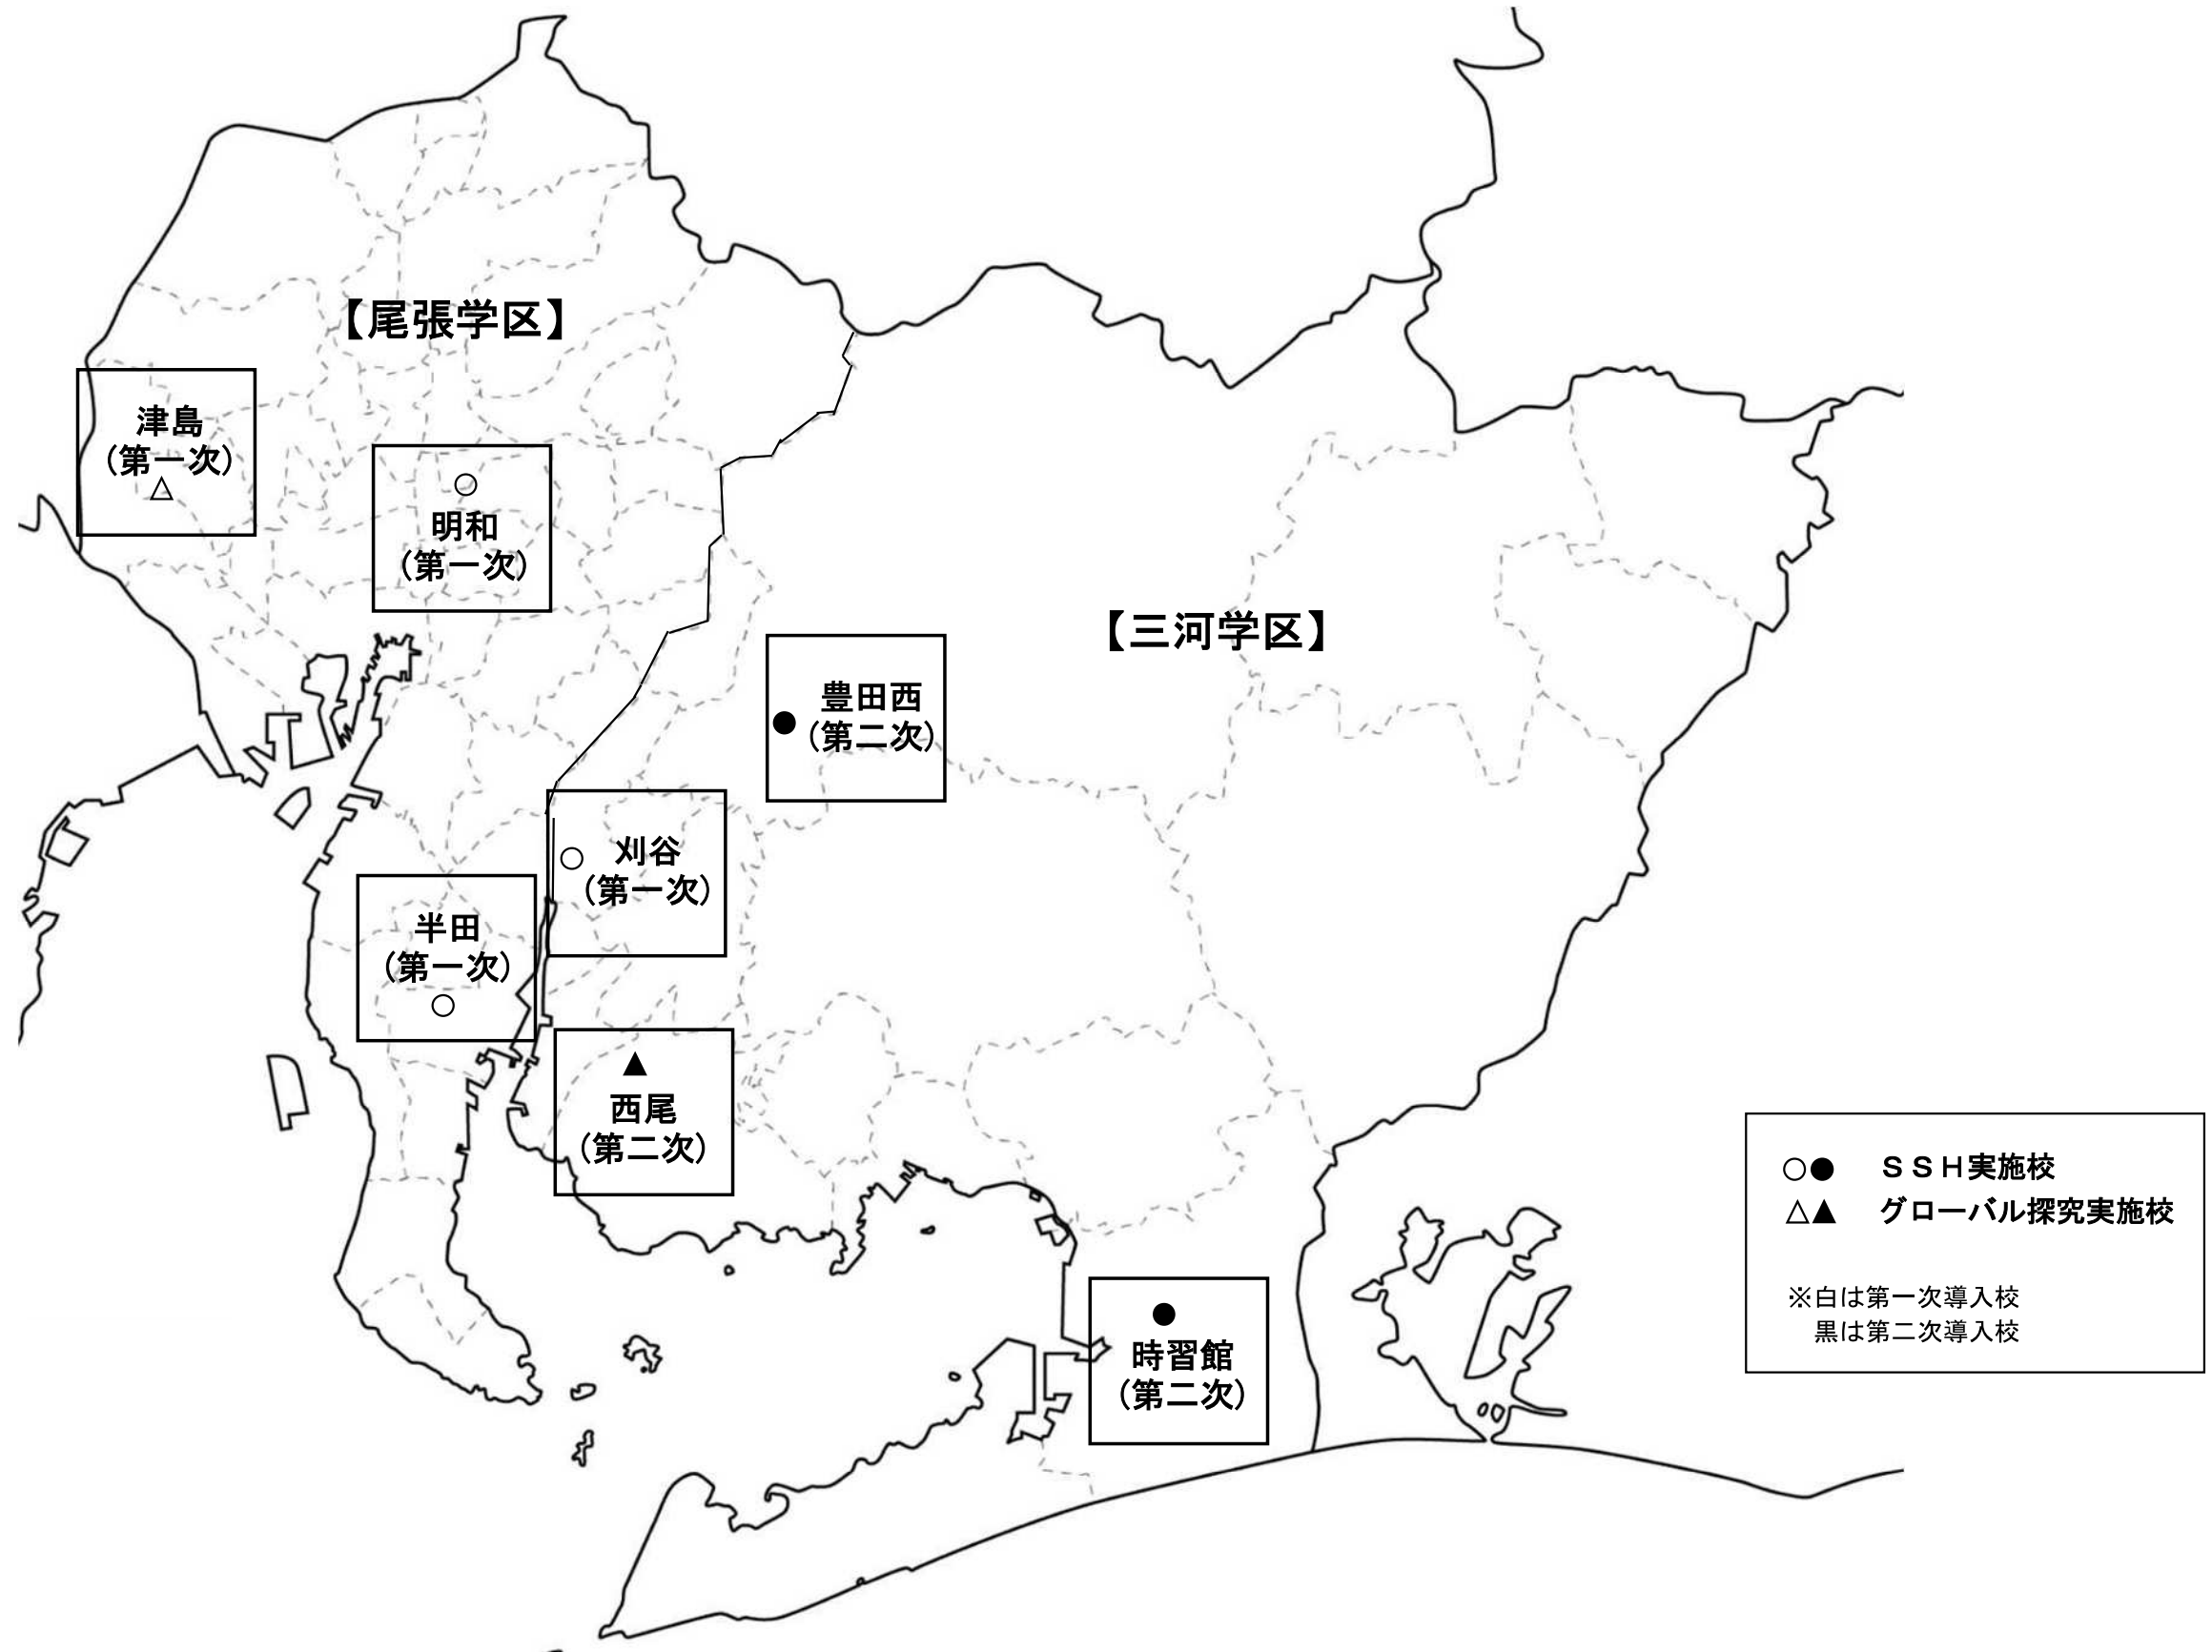 【尾張学区】
津島
（第一次）
△
○
明和
（第一次）
【三河学区】
豊田西
●（第二次）
刈谷
○（第一次）
半田
（第一次）
○
▲
西尾
（第二次）
●
時習館
（第二次）
○● ＳＳＨ実施校
△▲ グローバル探究実施校
※白は第一次導入校
黒は第二次導入校